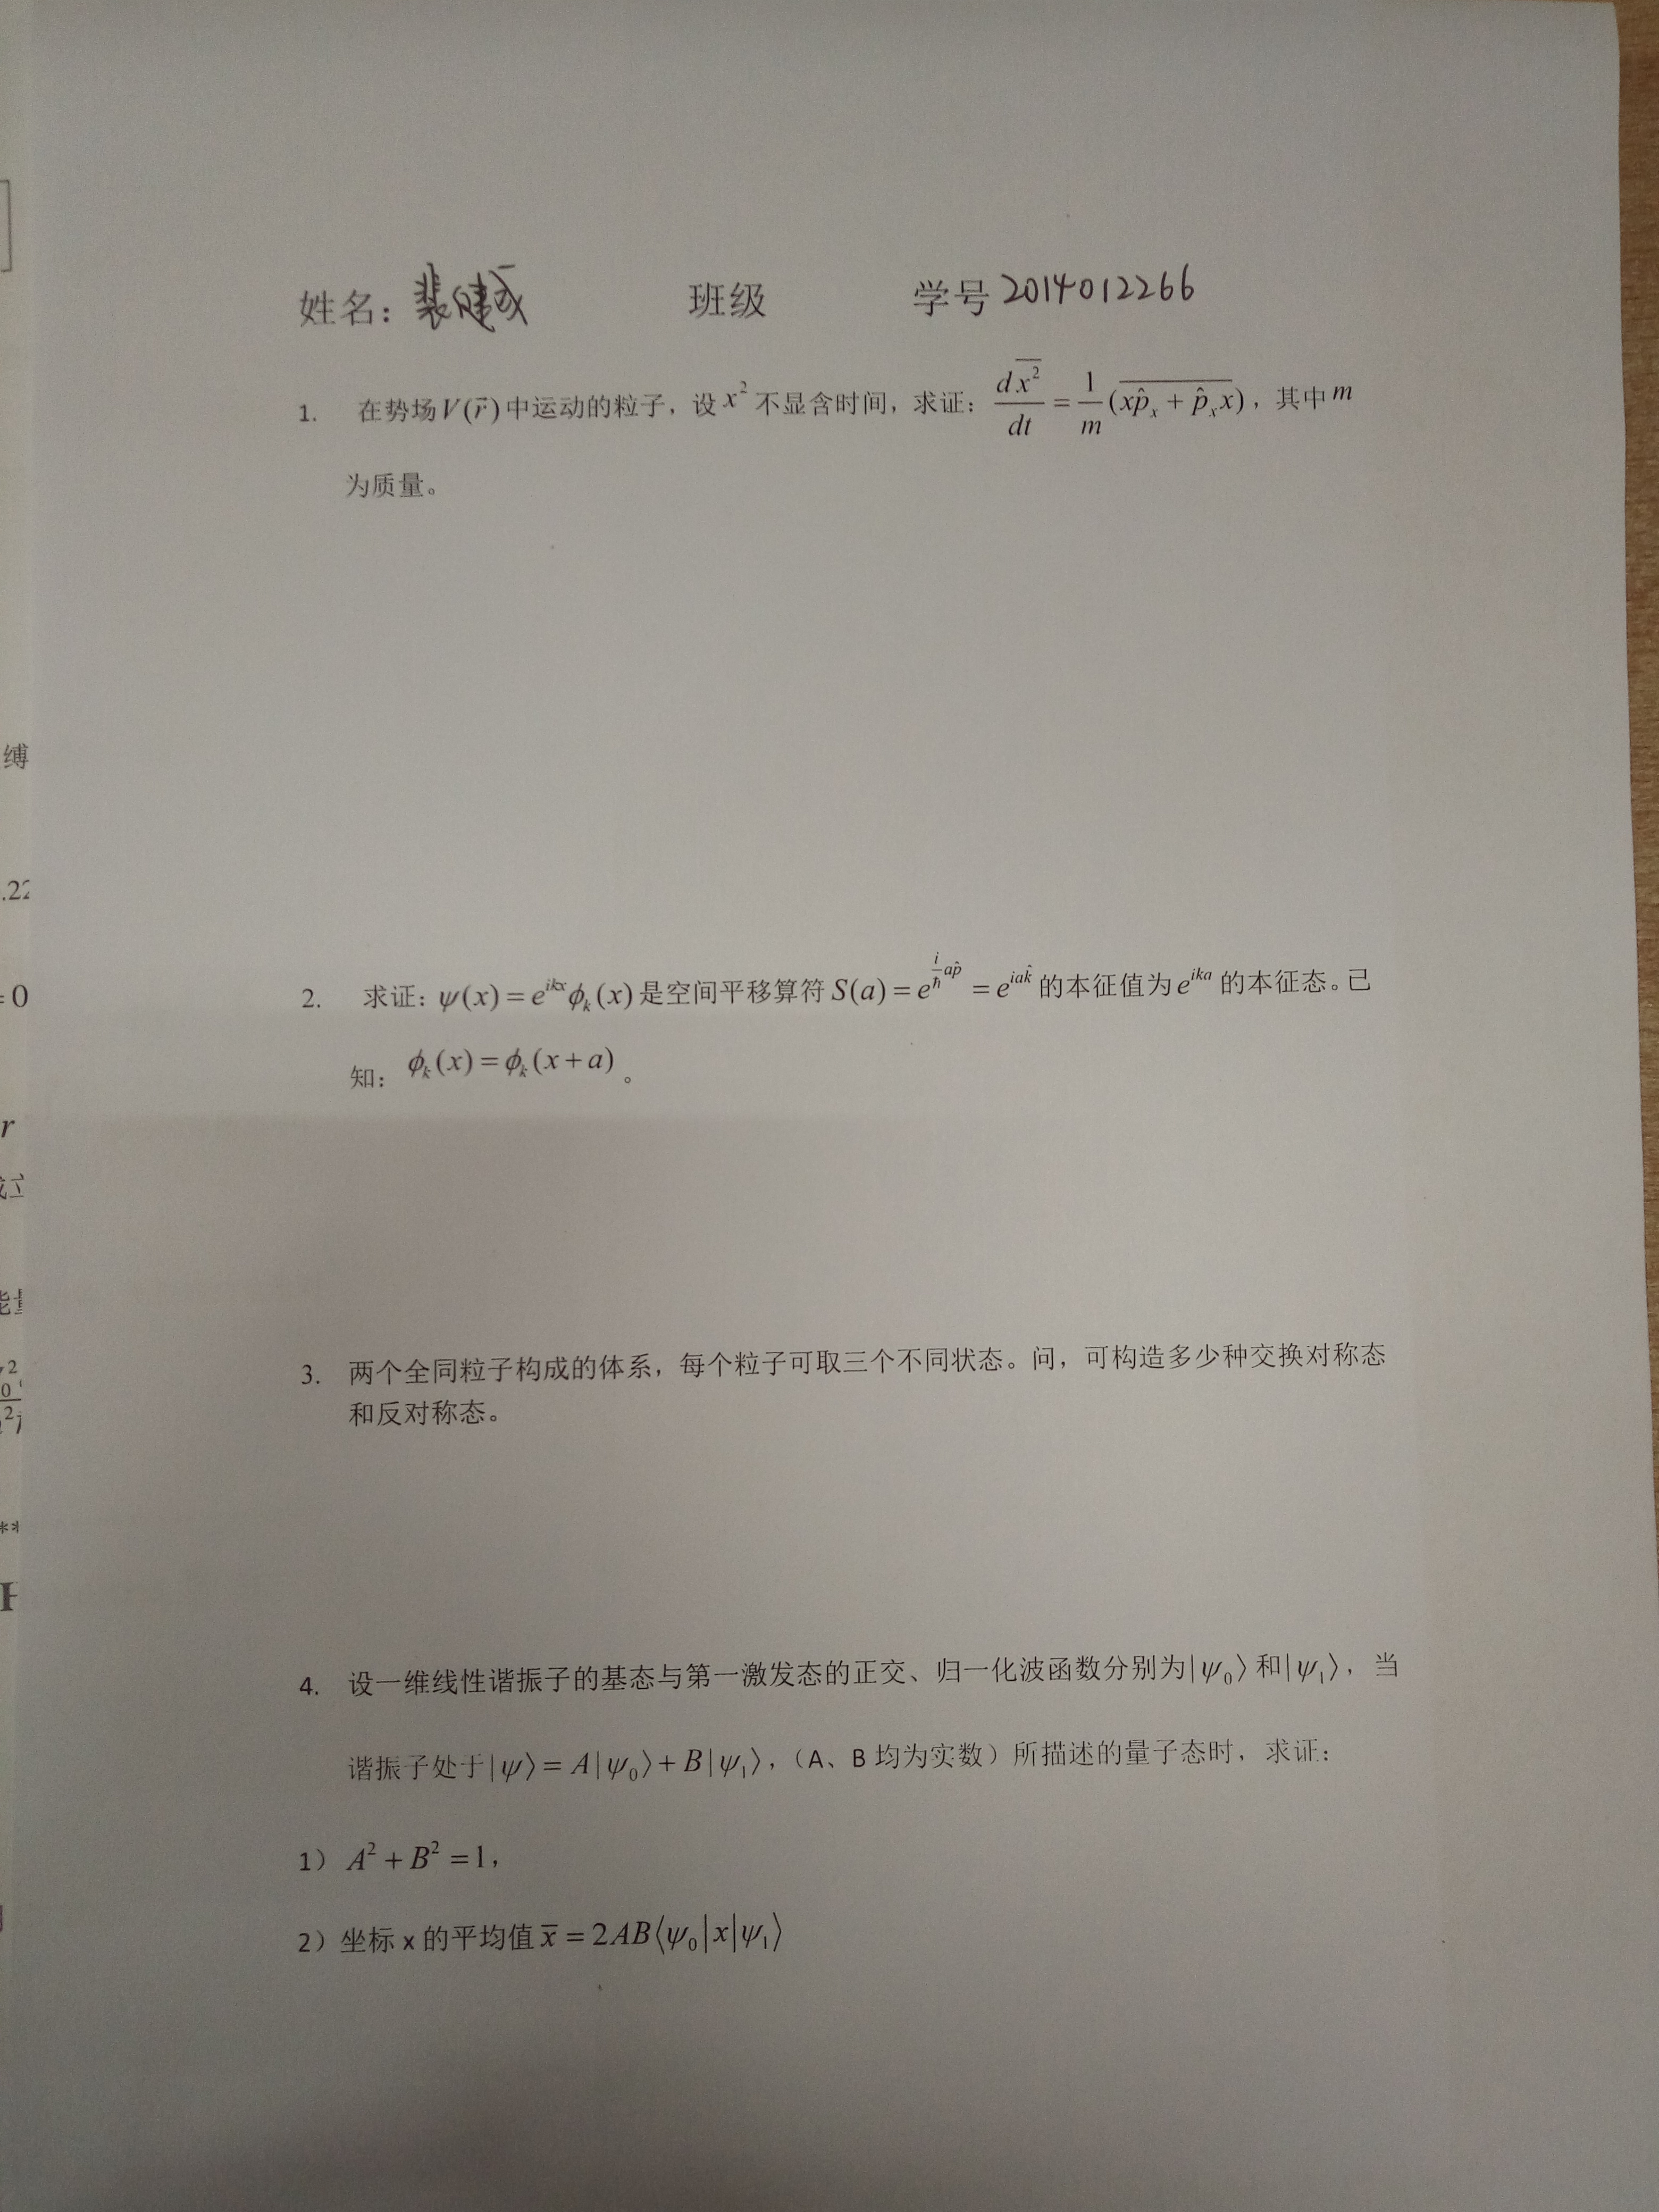 姓名：裴健成 班级 学号 2014012266
1. 在势场V(r̄)中运动的粒子，设 x² 不显含时间，求证：$\frac{d\overline{x^2}}{dt}=\frac{1}{m}(\overline{x\hat{p}_x+\hat{p}_x x})$，其中 m
为质量。
2. 求证：$\psi(x)=e^{ikx}\phi_k(x)$ 是空间平移算符 $S(a)=e^{\frac{i}{\hbar}a\hat{p}}=e^{ia\hat{k}}$ 的本征值为 $e^{ika}$ 的本征态。已
知：$\phi_k(x)=\phi_k(x+a)$。
3. 两个全同粒子构成的体系，每个粒子可取三个不同状态。问，可构造多少种交换对称态
和反对称态。
4. 设一维线性谐振子的基态与第一激发态的正交、归一化波函数分别为$|\psi_0\rangle$和$|\psi_1\rangle$，当
谐振子处于$|\psi\rangle=A|\psi_0\rangle+B|\psi_1\rangle$，（A、B 均为实数）所描述的量子态时，求证：
1） $A^2+B^2=1$，
2）坐标 x 的平均值 $\overline{x}=2AB\langle\psi_0|x|\psi_1\rangle$
缚
.22
=0
r
立
**